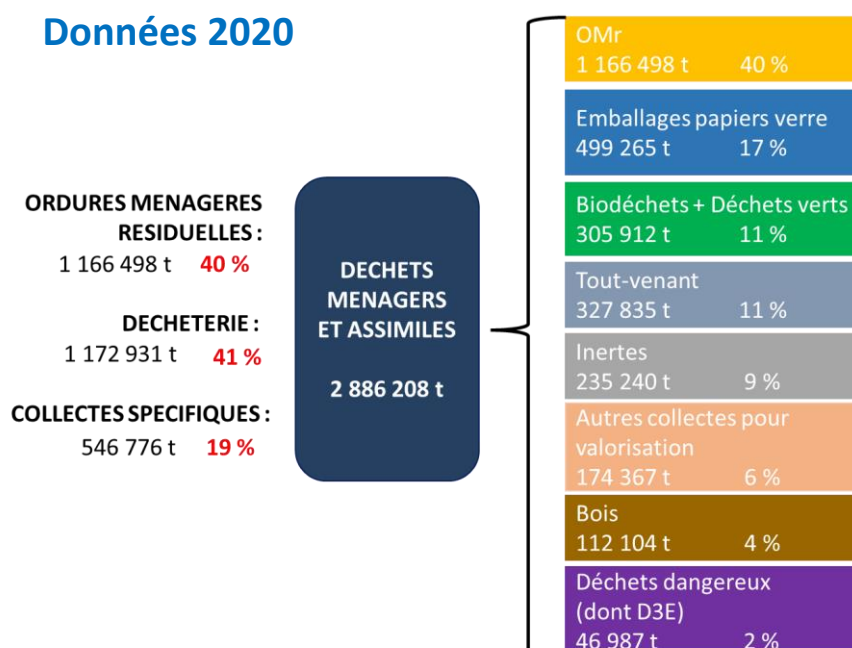 Données 2020
ORDURES MENAGERES
RESIDUELLES :
1 166 498 t 40 %
DECHETERIE :
1 172 931 t 41 %
COLLECTES SPECIFIQUES :
546 776 t 19 %
DECHETS
MENAGERS
ET ASSIMILES
2 886 208 t
OMr
1 166 498 t 40 %
Emballages papiers verre
499 265 t 17 %
Biodéchets + Déchets verts
305 912 t 11 %
Tout-venant
327 835 t 11 %
Inertes
235 240 t 9 %
Autres collectes pour
valorisation
174 367 t 6 %
Bois
112 104 t 4 %
Déchets dangereux
(dont D3E)
46 987 t 2 %